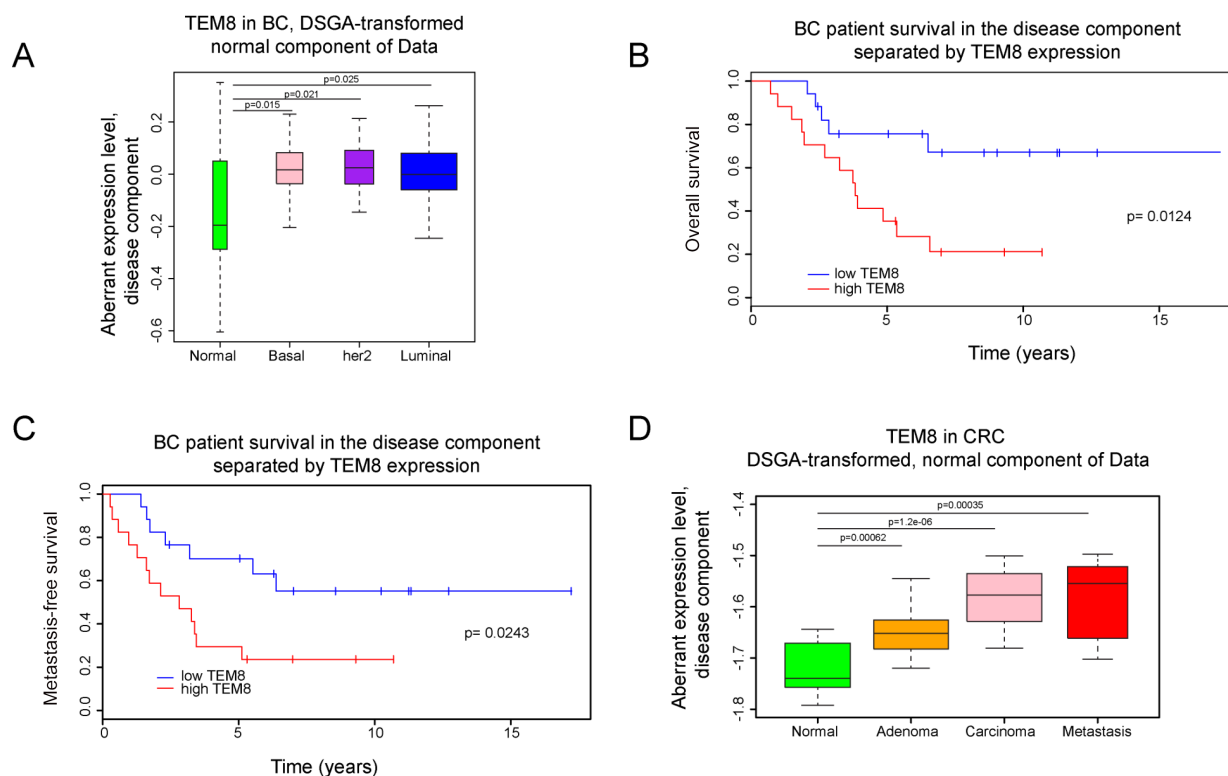 A
TEM8 in BC, DSGA-transformed
normal component of Data
Aberrant expression level,
disease component
0.2
0.0
-0.2
-0.4
-0.6
p=0.025
p=0.021
p=0.015
Normal
Basal
her2
Luminal
B
BC patient survival in the disease component
separated by TEM8 expression
Overall survival
1.0
0.8
0.6
0.4
0.2
0.0
p= 0.0124
low TEM8
high TEM8
0
5
10
15
Time (years)
C
BC patient survival in the disease component
separated by TEM8 expression
Metastasis-free survival
1.0
0.8
0.6
0.4
0.2
0.0
p= 0.0243
low TEM8
high TEM8
0
5
10
15
Time (years)
D
TEM8 in CRC
DSGA-transformed, normal component of Data
Aberrrant expression level,
disease component
-1.4
-1.5
-1.6
-1.7
-1.8
p=0.00035
p=1.2e-06
p=0.00062
Normal
Adenoma
Carcinoma
Metastasis